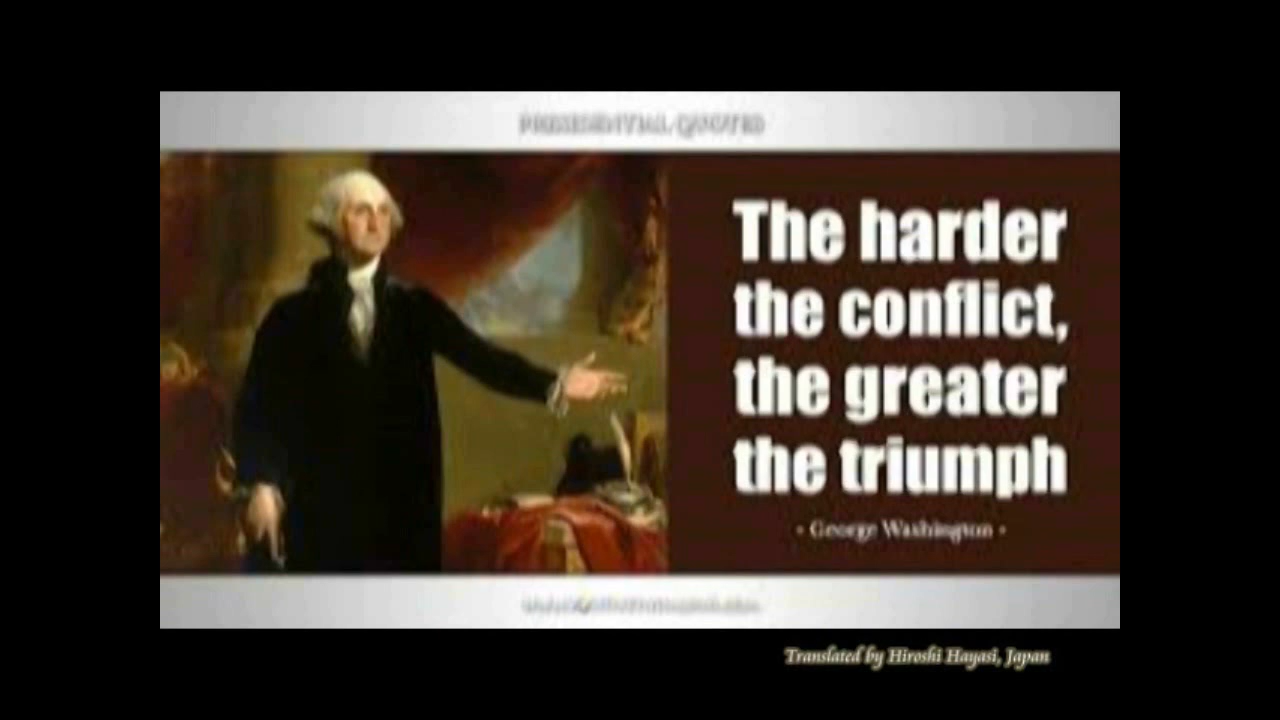 PRESIDENTIAL QUOTES
The harder
the conflict,
the greater
the triumph
- George Washington -
Translated by Hiroshi Hayasi, Japan